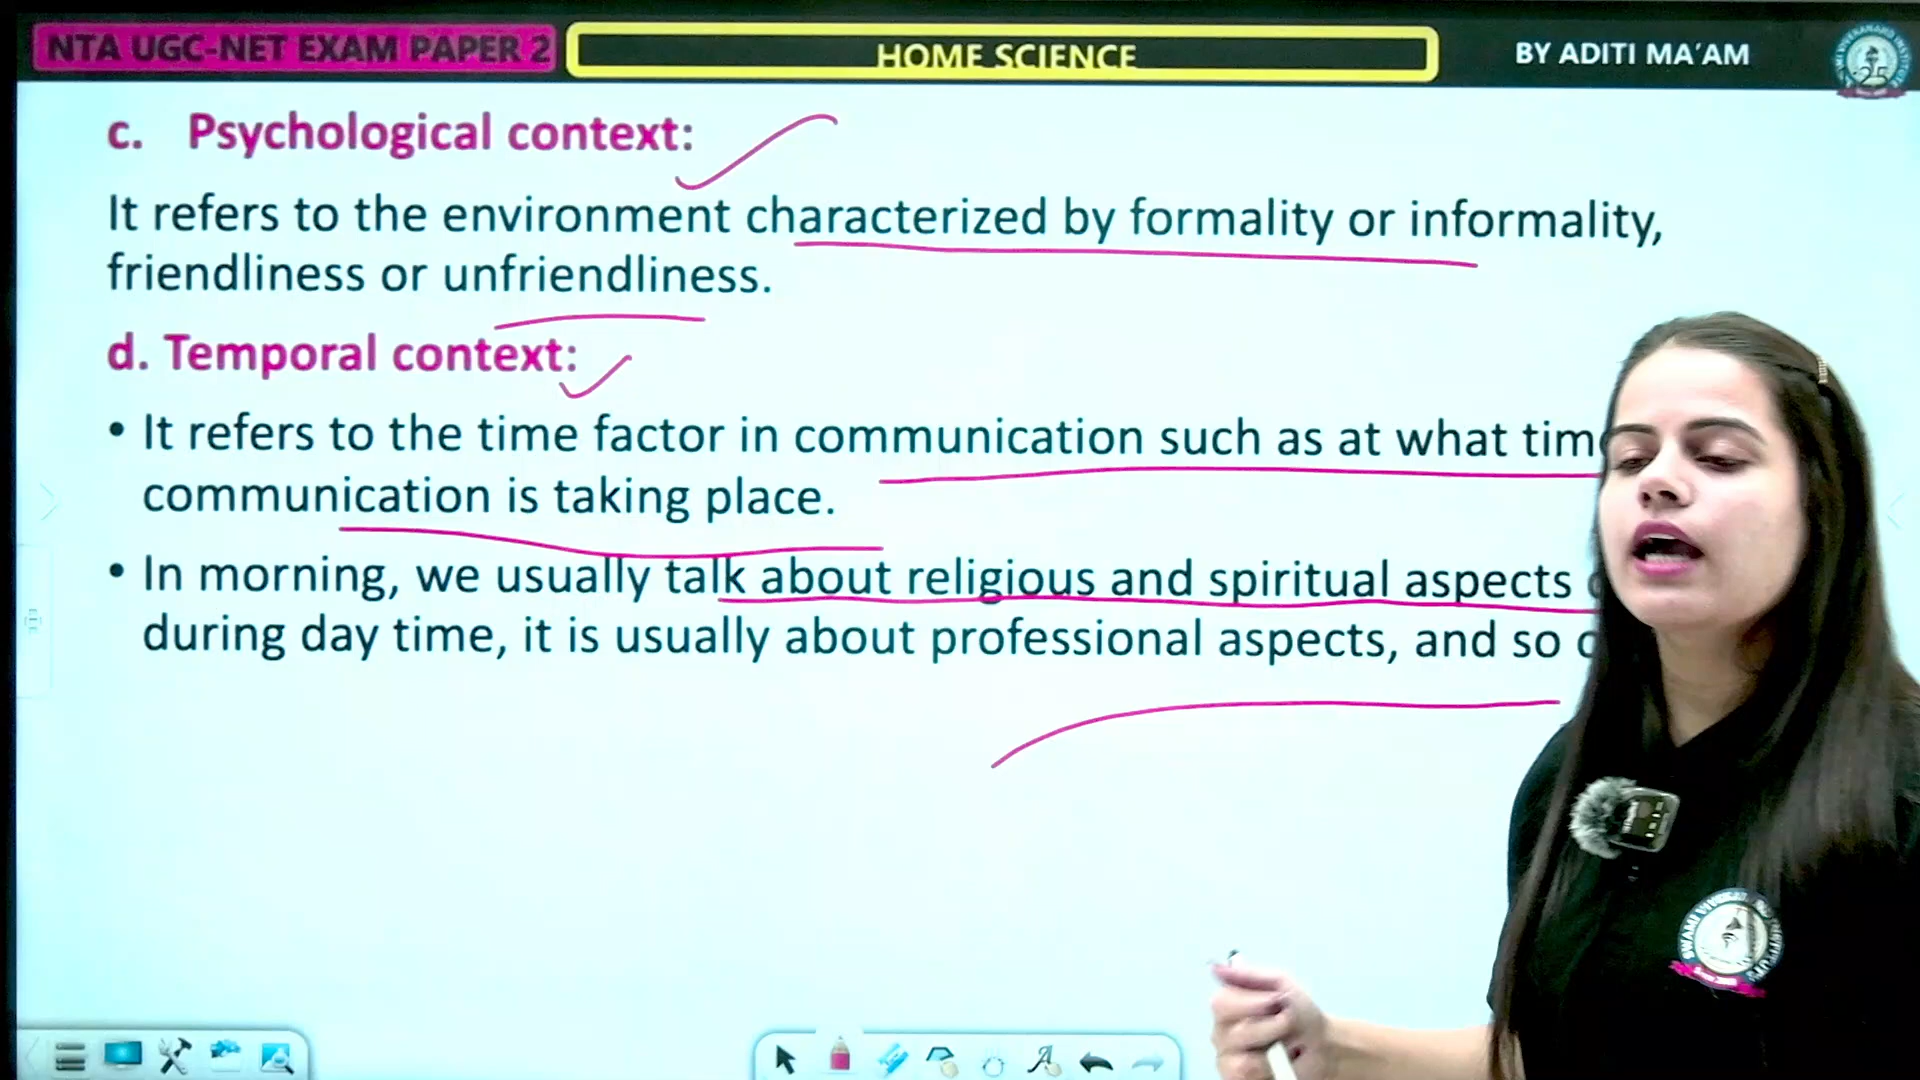 NTA UGC-NET EXAM PAPER 2
HOME SCIENCE
BY ADITI MA'AM
c. Psychological context:
It refers to the environment characterized by formality or informality,
friendliness or unfriendliness.
d. Temporal context:
• It refers to the time factor in communication such as at what
communication is taking place.
• In morning, we usually talk about religious and spiritual aspects
during day time, it is usually about professional aspects, and so